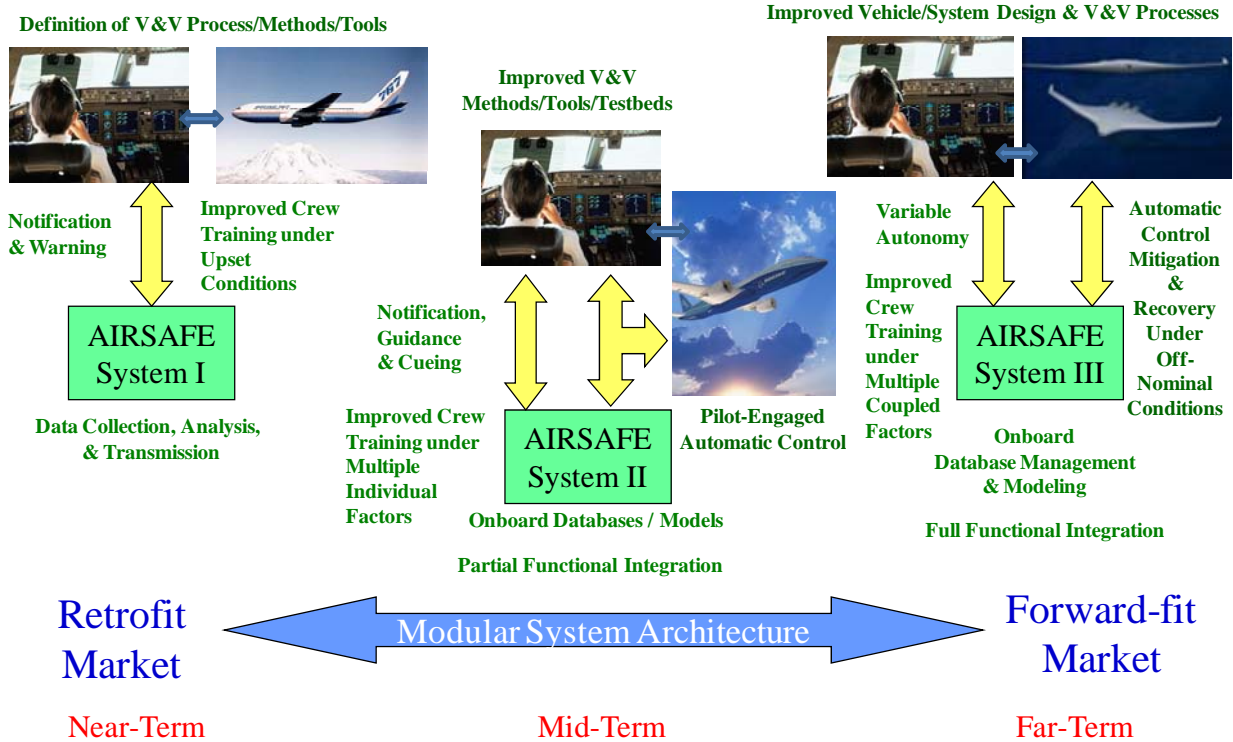 Definition of V&V Process/Methods/Tools
767
Notification
& Warning
Improved Crew
Training under
Upset
Conditions
AIRSAFE
System I
Data Collection, Analysis,
& Transmission
Improved V&V
Methods/Tools/Testbeds
Notification,
Guidance
& Cueing
BOEING
Improved Crew
Training under
Multiple
Individual
Factors
AIRSAFE
System II
Pilot-Engaged
Automatic Control
Onboard Databases / Models
Partial Functional Integration
Improved Vehicle/System Design & V&V Processes
Variable
Autonomy
Improved
Crew
Training
under
Multiple
Coupled
Factors
AIRSAFE
System III
Automatic
Control
Mitigation
&
Recovery
Under
Off-
Nominal
Conditions
Onboard
Database Management
& Modeling
Full Functional Integration
Retrofit
Market
Modular System Architecture
Forward-fit
Market
Near-Term
Mid-Term
Far-Term